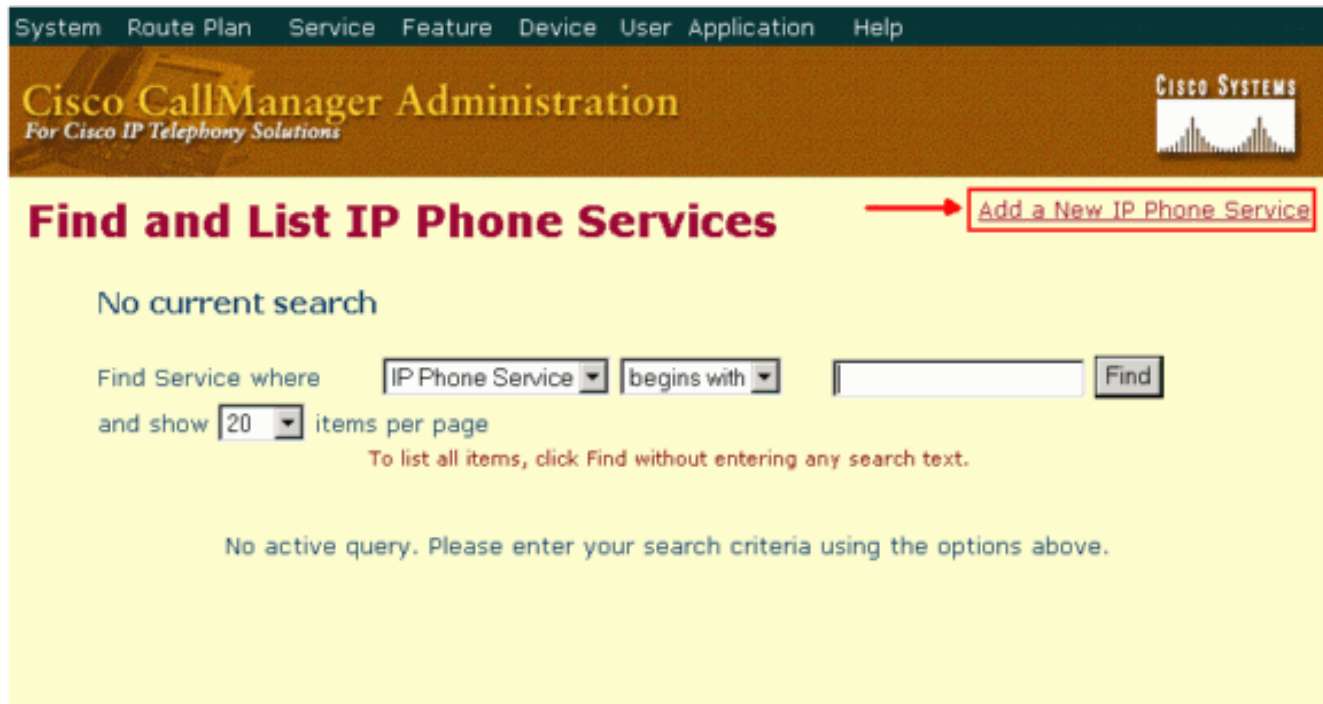 System Route Plan Service Feature Device User Application Help
Cisco CallManager Administration
For Cisco IP Telephony Solutions
CISCO SYSTEMS
Find and List IP Phone Services
Add a New IP Phone Service
No current search
Find Service where IP Phone Service begins with Find
and show 20 items per page
To list all items, click Find without entering any search text.
No active query. Please enter your search criteria using the options above.